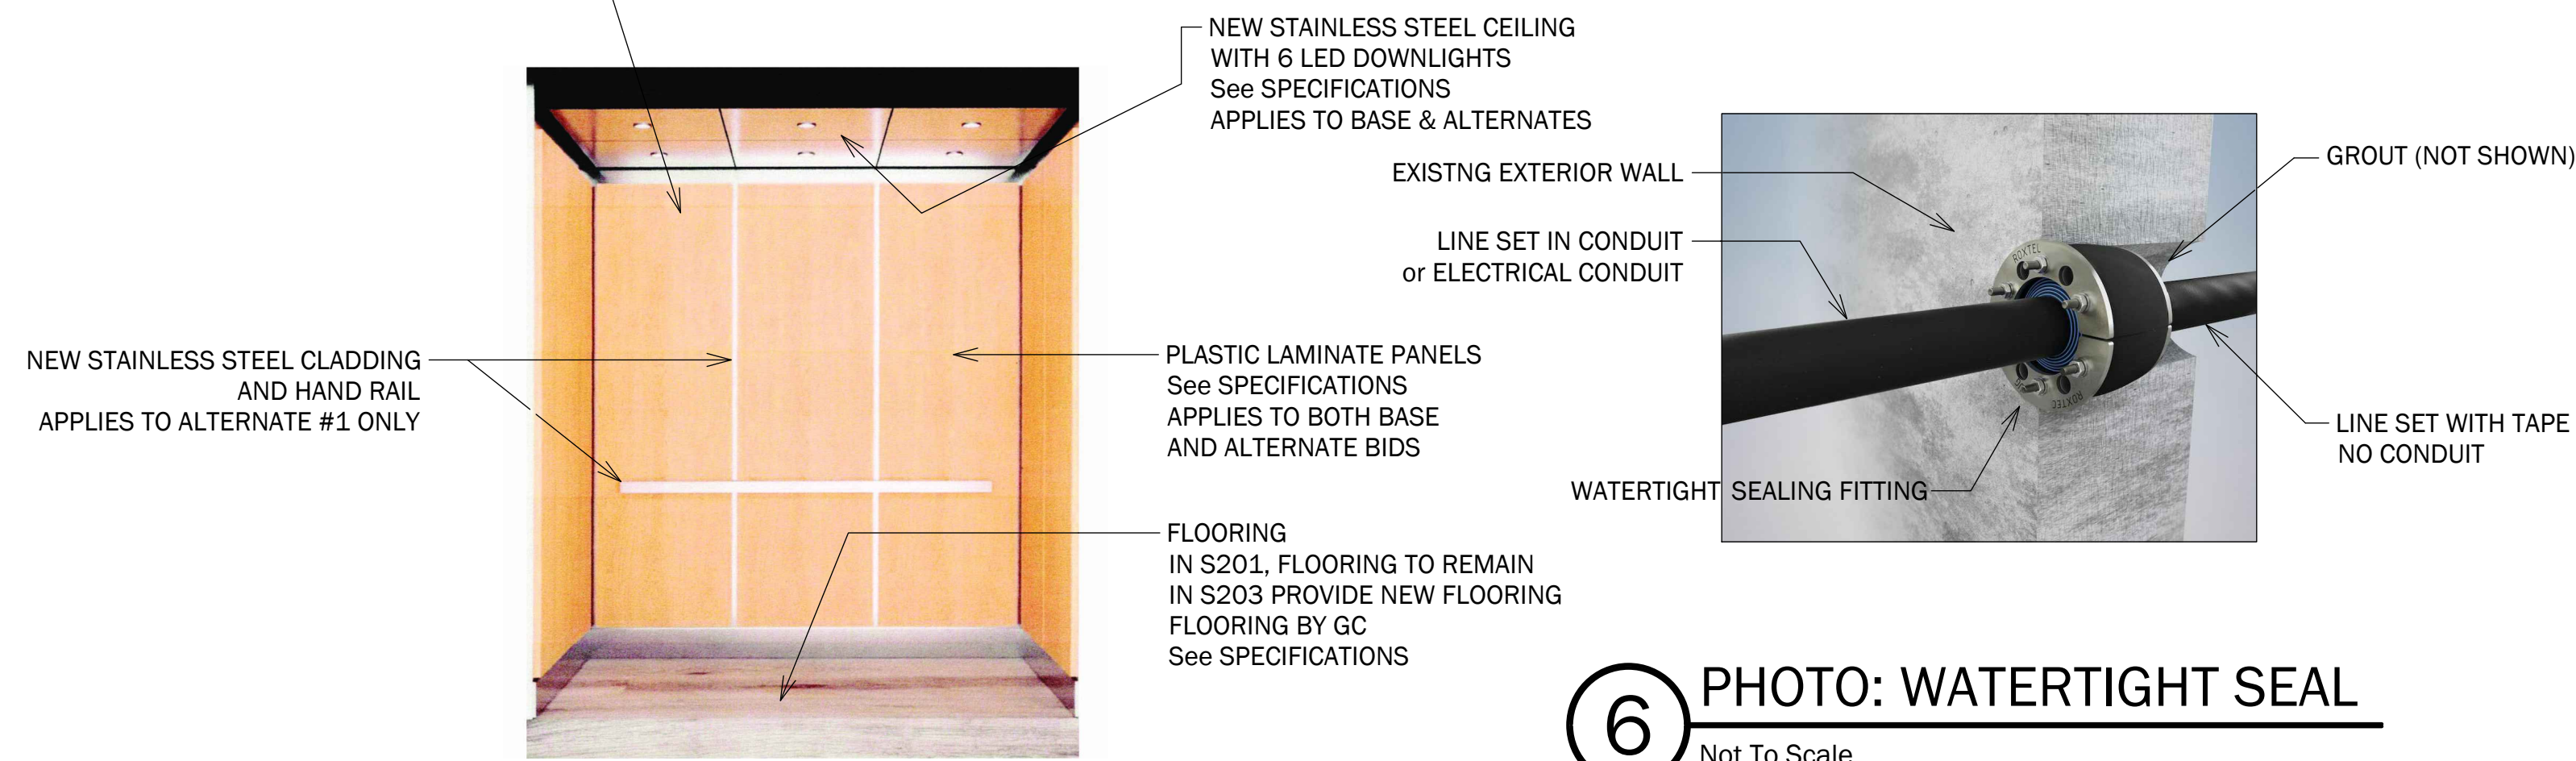 NEW STAINLESS STEEL CEILING
WITH 6 LED DOWNLIGHTS
See SPECIFICATIONS
APPLIES TO BASE & ALTERNATES
NEW STAINLESS STEEL CLADDING
AND HAND RAIL
APPLIES TO ALTERNATE #1 ONLY
PLASTIC LAMINATE PANELS
See SPECIFICATIONS
APPLIES TO BOTH BASE
AND ALTERNATE BIDS
FLOORING
IN S201, FLOORING TO REMAIN
IN S203 PROVIDE NEW FLOORING
FLOORING BY GC
See SPECIFICATIONS
EXISTNG EXTERIOR WALL
LINE SET IN CONDUIT
or ELECTRICAL CONDUIT
GROUT (NOT SHOWN)
ROXTEL
ROXTEC
LINE SET WITH TAPE
NO CONDUIT
WATERTIGHT SEALING FITTING
6
PHOTO: WATERTIGHT SEAL
Not To Scale